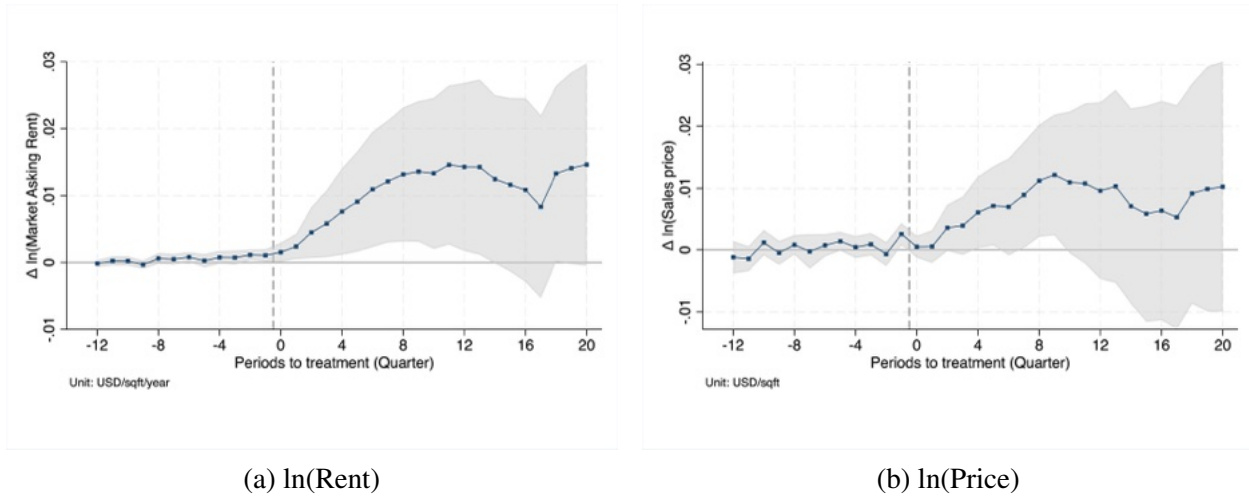 Δ ln(Market Asking Rent)
.03
.02
.01
0
-.01
-12 -8 -4 0 4 8 12 16 20
Periods to treatment (Quarter)
Unit: USD/sqft/year
(a) ln(Rent)
Δ ln(Sales price)
.03
.02
.01
0
-.01
-12 -8 -4 0 4 8 12 16 20
Periods to treatment (Quarter)
Unit: USD/sqft
(b) ln(Price)